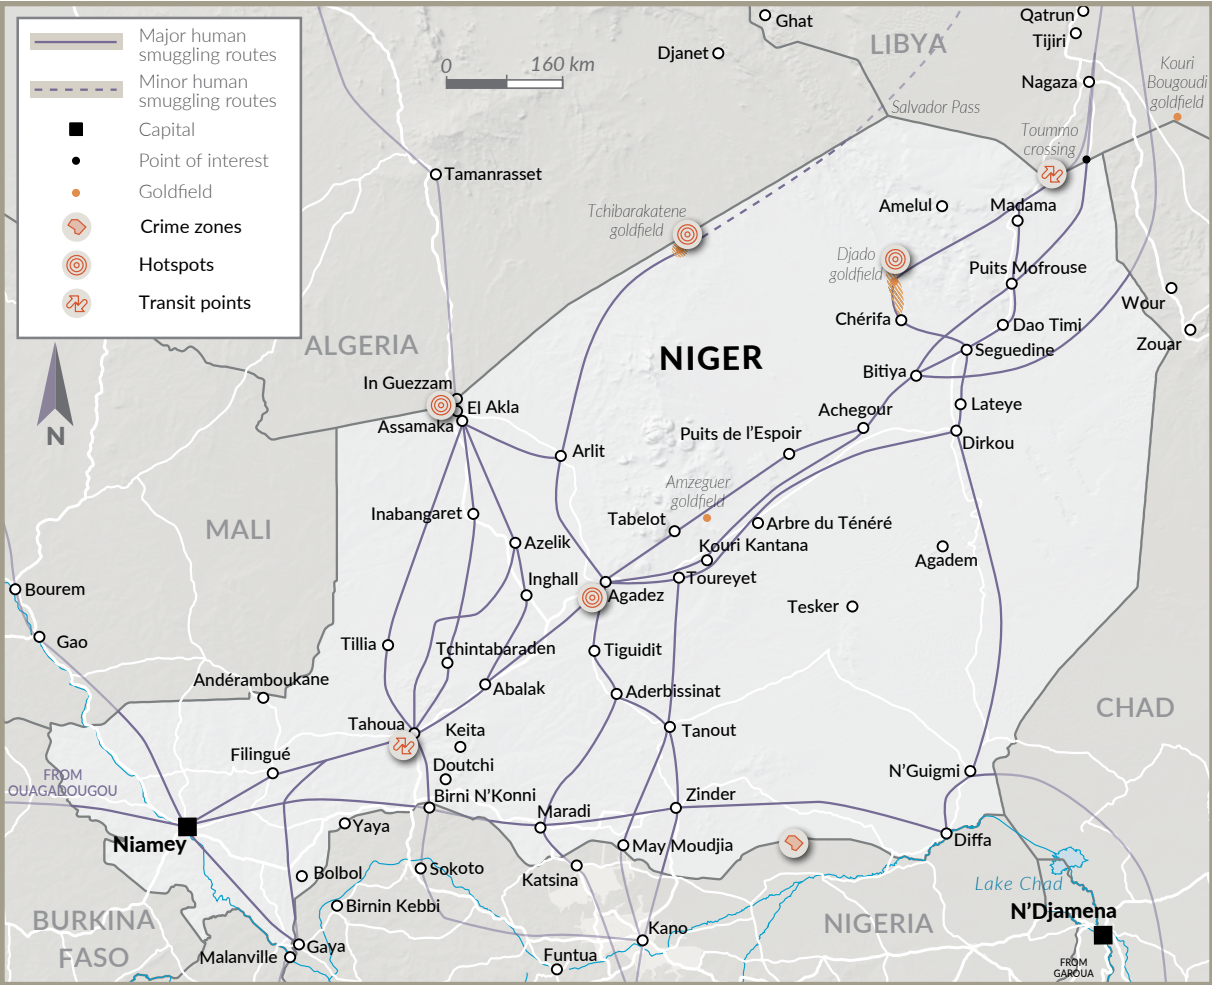 Major human
smuggling routes
Minor human
smuggling routes
Capital
Point of interest
Goldfield
Crime zones
Hotspots
Transit points
N
0 160 km
Ghat
Djanet
LIBYA
Qatrun
Tijiri
Nagaza
Kouri
Bougoudi
goldfield
Salvador Pass
Toummo
crossing
Tamanrasset
Tchibarakatene
goldfield
Amelul
Madama
Djado
goldfield
Puits Mofrouse
Wour
Chérifa
Dao Timi
Zouar
ALGERIA
NIGER
Seguedine
Bitiya
In Guezzam
El Akla
Assamaka
Achegour
Lateye
Puits de l’Espoir
Dirkou
Arlit
Amzeguer
goldfield
MALI
Inabangaret
Tabelot
Arbre du Ténéré
Azelik
Kouri Kantana
Agadem
Inghall
Toureyet
Bourem
Agadez
Tesker
Gao
Tillia
Tchintabaraden
Tiguidit
Andéramboukane
Abalak
Aderbissinat
CHAD
Tahoua
Keita
Tanout
Filingué
Doutchi
N’Guigmi
FROM
OUAGADOUGOU
Birni N’Konni
Zinder
Maradi
Niamey
Yaya
May Moudjia
Diffa
Bolbol
Sokoto
Katsina
Lake Chad
Birnin Kebbi
N’Djamena
BURKINA
FASO
NIGERIA
Kano
Gaya
Malanville
Funtua
FROM
GAROUA